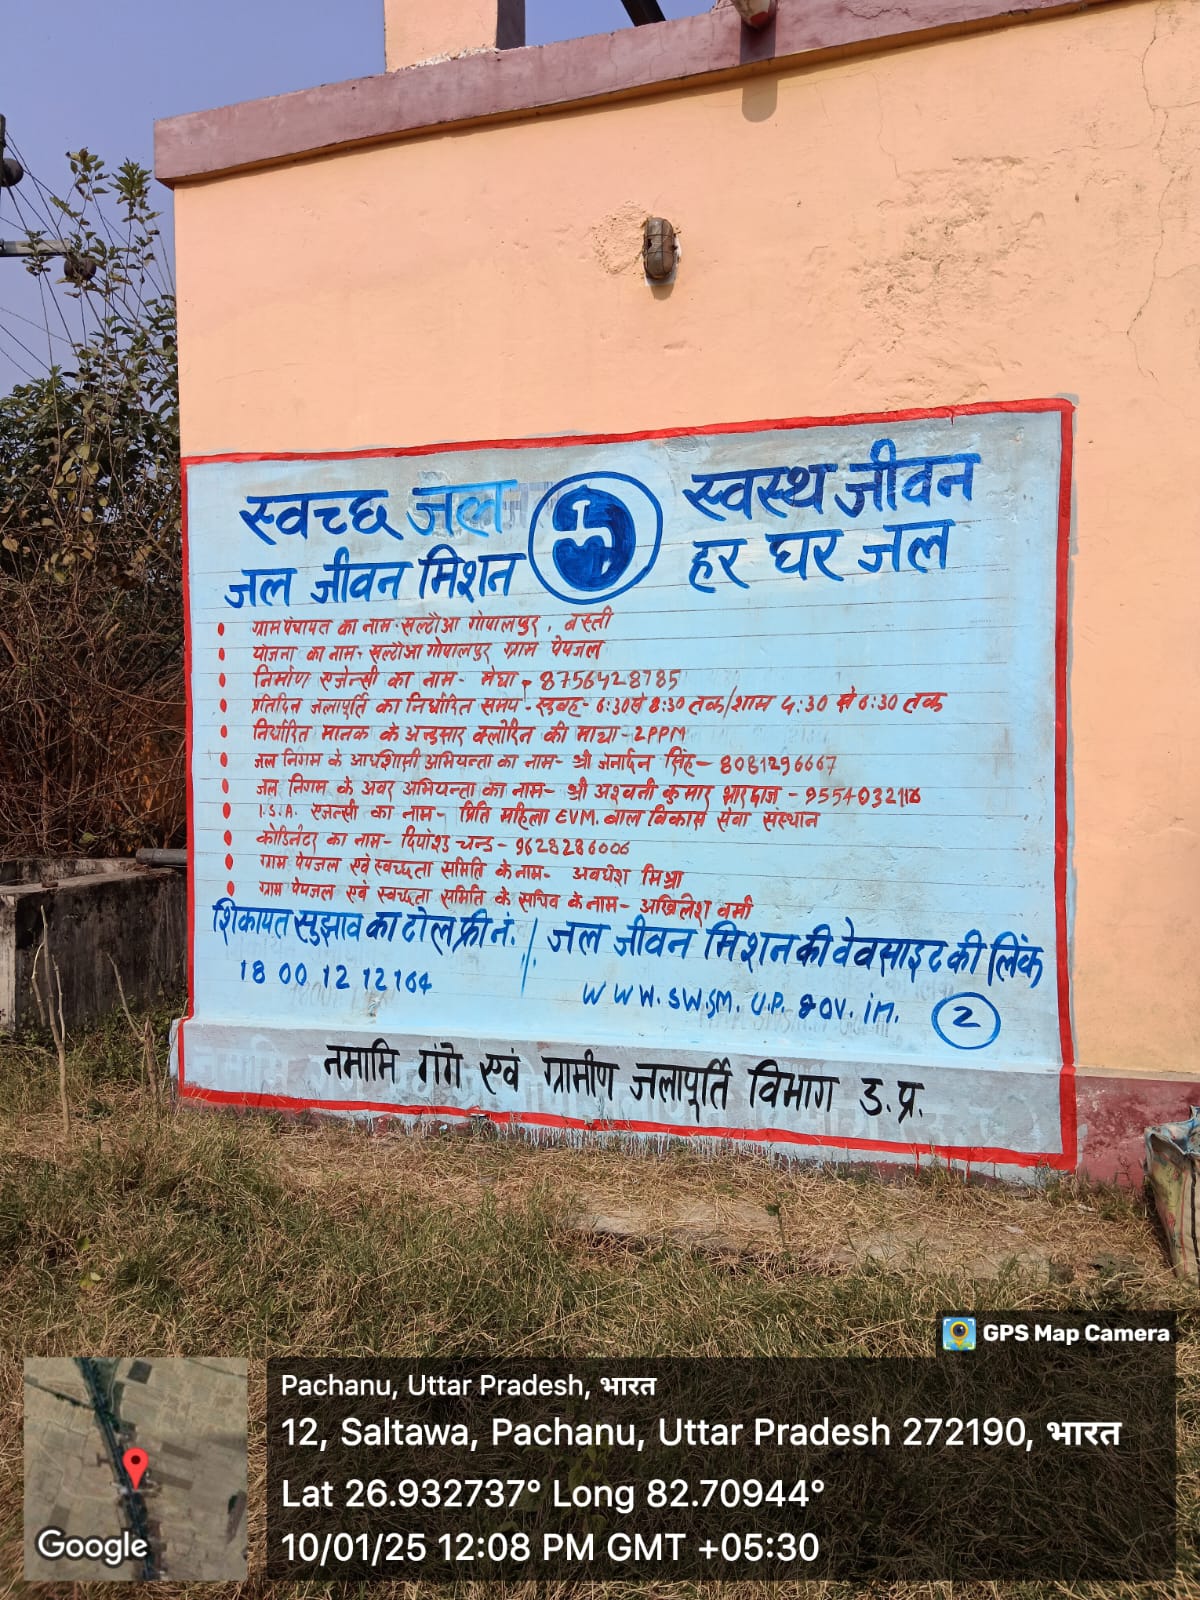 स्वच्छ जल स्वस्थ जीवन
जल जीवन मिशन हर घर जल
ग्राम पंचायत का नाम- सल्टौआ गोपालपुर, बस्ती
योजना का नाम- सल्टौआ गोपालपुर ग्राम पेयजल
निर्माण एजेन्सी का नाम- मेघा, 8756428785
प्रतिदिन जलापूर्ति का निर्धारित समय- सुबह- 6:30 से 8:30 तक/शाम 4:30 से 6:30 तक
निर्धारित मानक के अनुसार क्लोरिन की मात्रा- 2PPM
जल निगम के आधशिासी अभियन्ता का नाम- श्री जनार्दन सिंह- 8081296667
जल निगम के अवर अभियन्ता का नाम- श्री अश्वनी कुमार भारद्वाज -
I.S.A. एजेन्सी का नाम- प्रिति महिला EVM. बाल विकास सेवा संस्थान
कोडिनेटर का नाम- चन्द- 9628286006
ग्राम पेयजल एवं स्वच्छता समिति के नाम- अवधेश मिश्रा
ग्राम पेयजल एवं स्वच्छता समिति के सचिव के नाम- अखिलेश वर्मा
शिकायत सुझाव का टोल फ्री नं. // जल जीवन मिशन की वेवसाइट की लिंक
18 00 12 12 164 WWW.SWSM.U.P.GOV.in. 2
नमामि गंगे एवं ग्रामीण जलापूर्ति विभाग उ.प्र.
GPS Map Camera
Pachanu, Uttar Pradesh, भारत
12, Saltawa, Pachanu, Uttar Pradesh 272190, भारत
Lat 26.932737° Long 82.70944°
10/01/25 12:08 PM GMT +05:30
Google